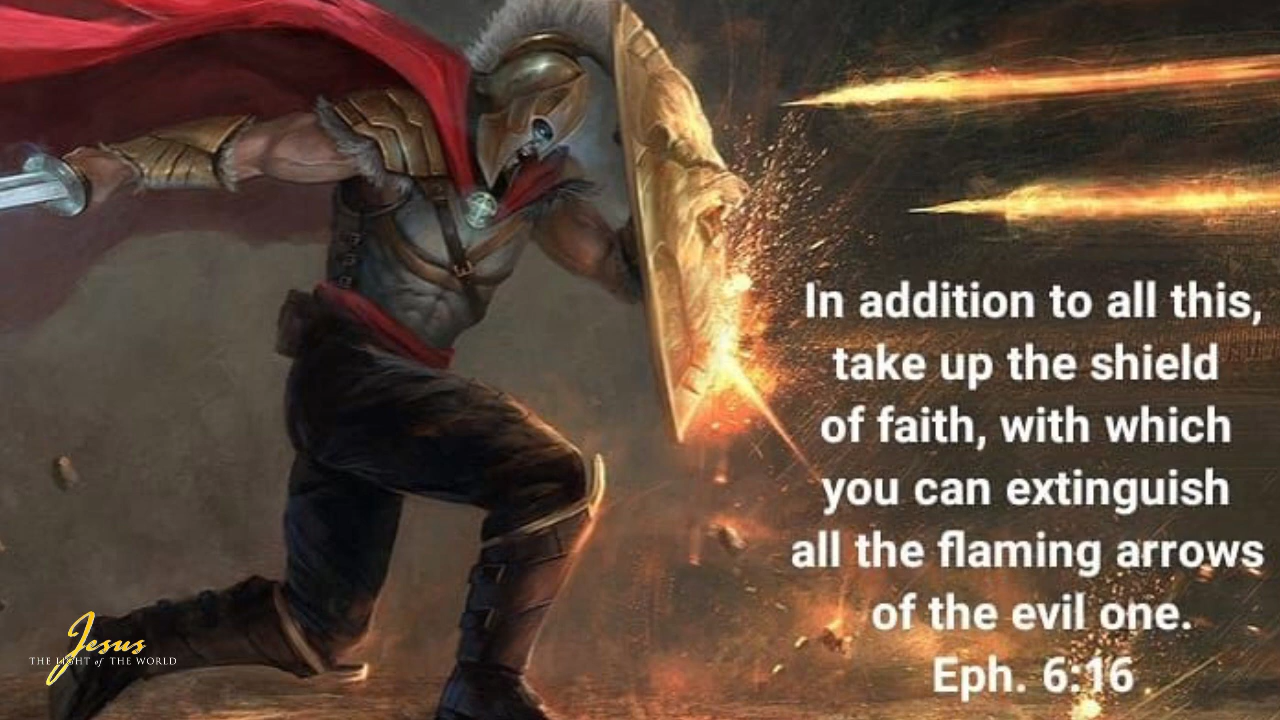 In addition to all this,
take up the shield
of faith, with which
you can extinguish
all the flaming arrows
of the evil one.
Eph. 6:16
Jesus
THE LIGHT of THE WORLD